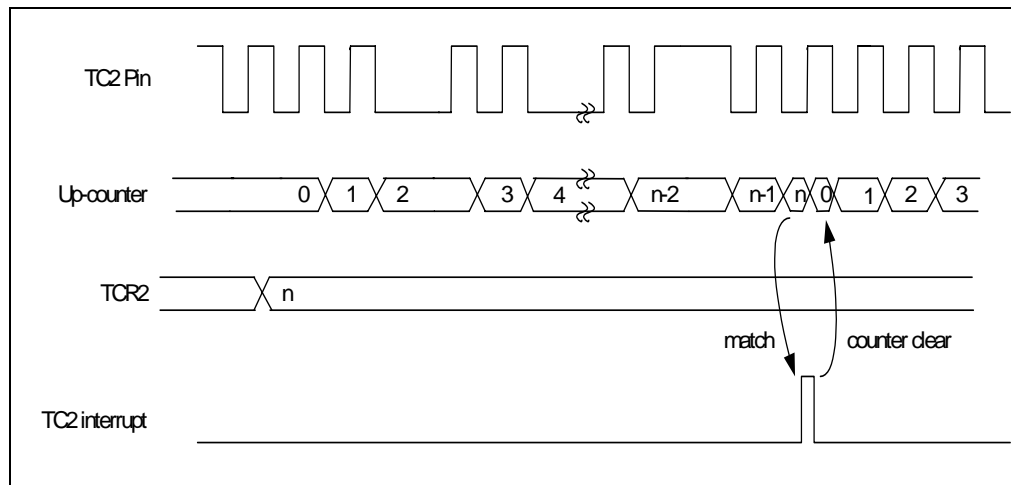 TC2 Pin
Up-counter 0 1 2 3 4 n-2 n-1 n 0 1 2 3
TCR2 n
match counter clear
TC2 interrupt